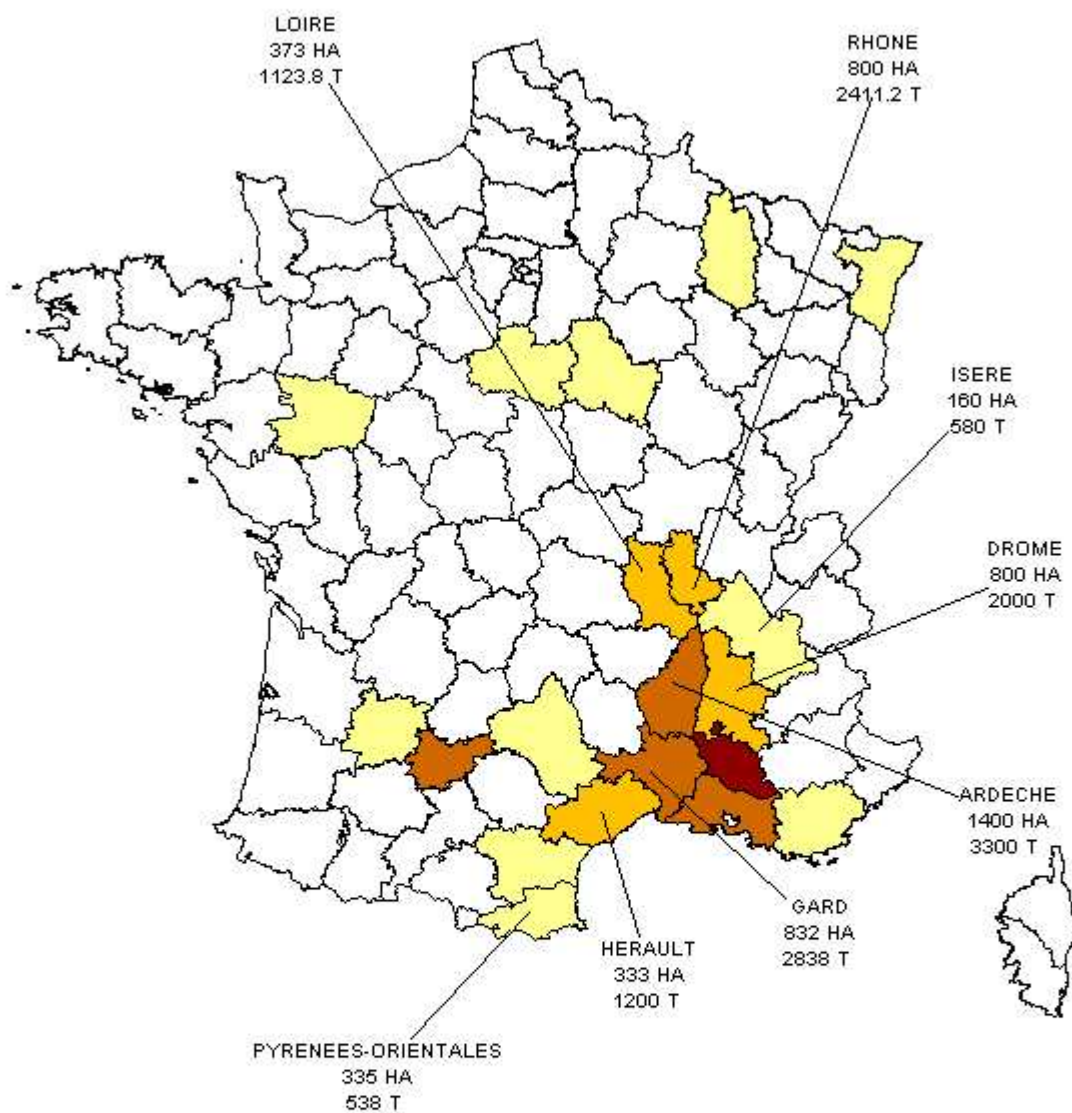 LOIRE
373 HA
1123.8 T
RHONE
800 HA
2411.2 T
ISERE
160 HA
580 T
DROME
800 HA
2000 T
ARDECHE
1400 HA
3300 T
GARD
832 HA
2838 T
HERAULT
333 HA
1200 T
PYRENEES-ORIENTALES
335 HA
538 T